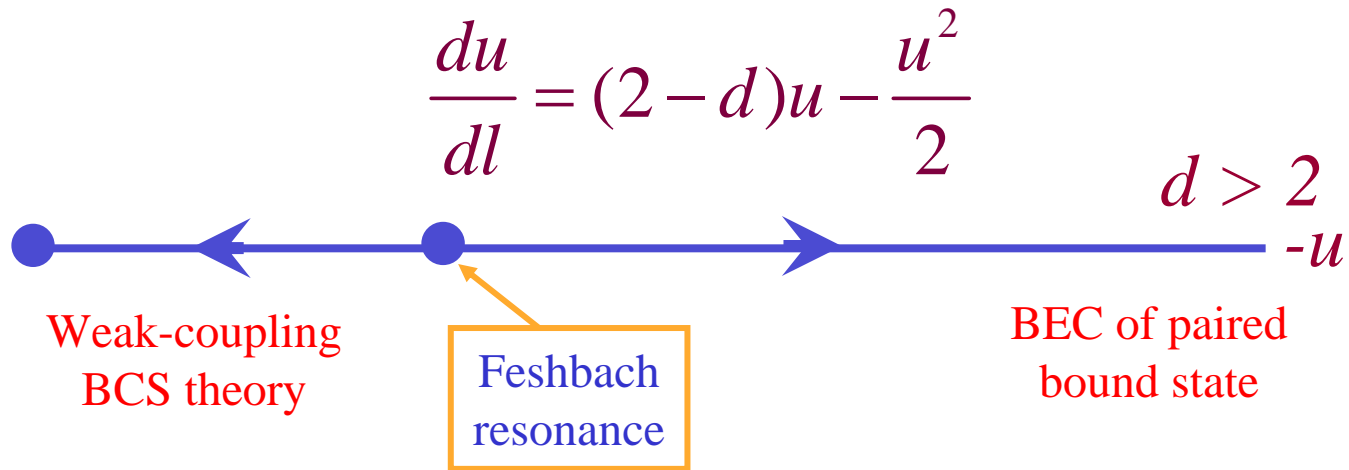 du/dl = (2 − d)u − u²/2
d > 2
-u
Weak-coupling
BCS theory
Feshbach
resonance
BEC of paired
bound state